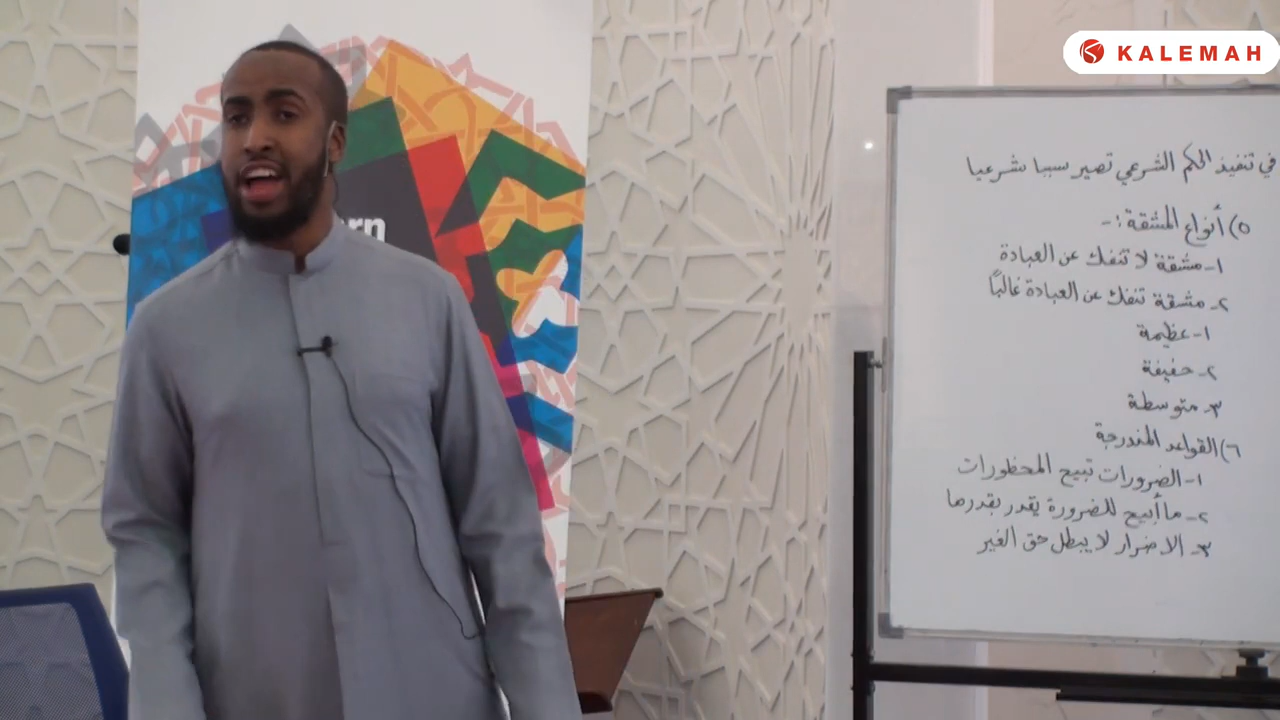 KALEMAH
في تنفيذ الحكم الشرعي تصير سببا شرعيا
٥) أنواع المشقة :-
١- مشقة لا تنفك عن العبادة
٢- مشقة تنفك عن العبادة غالبًا
١- عظيمة
٢- خفيفة
٣- متوسطة
٦) القواعد المندرجة
١- الضرورات تبيح المحظورات
٢- ما أبيح للضرورة يقدر بقدرها
٣- الاضرار لا يبطل حق الغير